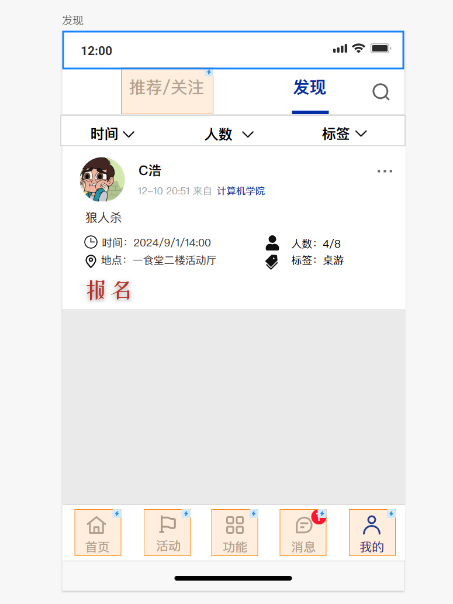 发现
12:00
推荐/关注 发现
时间 人数 标签
C浩
12-10 20:51 来自 计算机学院
狼人杀
时间：2024/9/1/14:00 人数：4/8
地点：一食堂二楼活动厅 标签：桌游
报名
首页 活动 功能 消息 我的